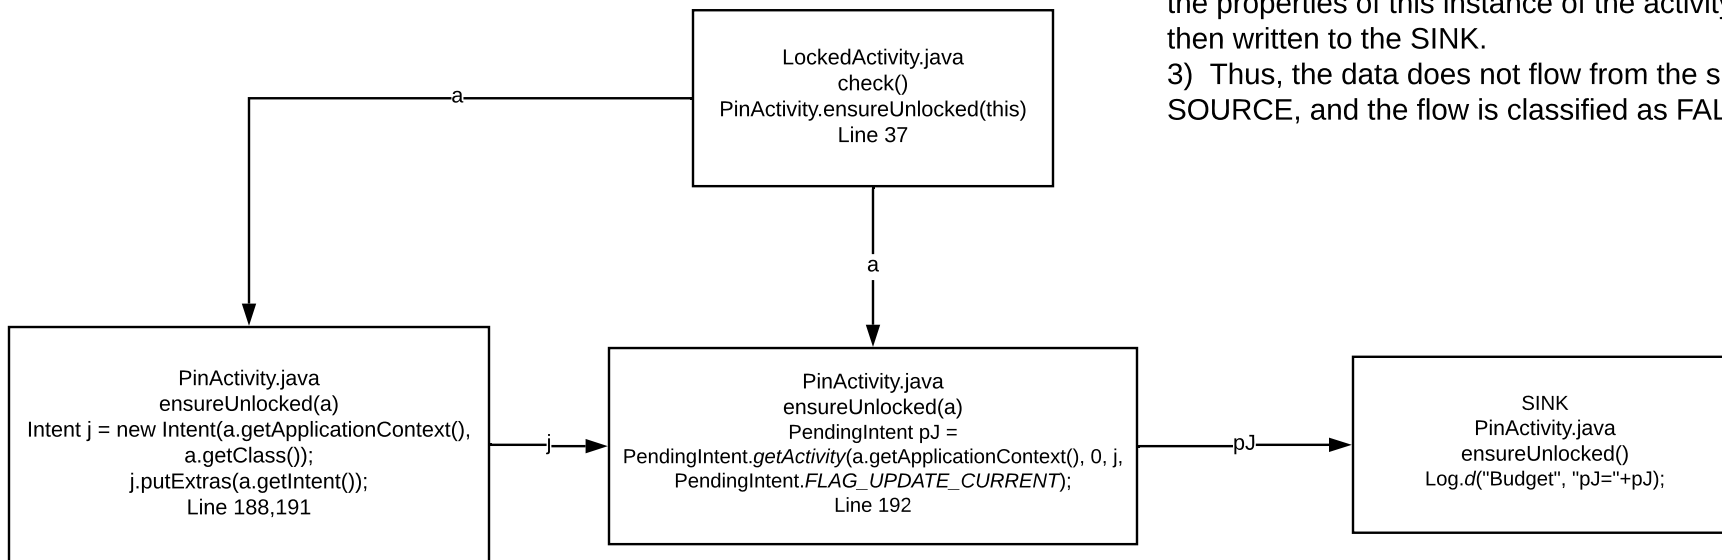 the properties of this instance of the activity
then written to the SINK.
3)  Thus, the data does not flow from the s
SOURCE, and the flow is classified as FAL
LockedActivity.java
check()
PinActivity.ensureUnlocked(this)
Line 37
a
a
PinActivity.java
ensureUnlocked(a)
Intent j = new Intent(a.getApplicationContext(),
a.getClass());
j.putExtras(a.getIntent());
Line 188,191
j
PinActivity.java
ensureUnlocked(a)
PendingIntent pJ =
PendingIntent.getActivity(a.getApplicationContext(), 0, j,
PendingIntent.FLAG_UPDATE_CURRENT);
Line 192
pJ
SINK
PinActivity.java
ensureUnlocked()
Log.d("Budget", "pJ="+pJ);